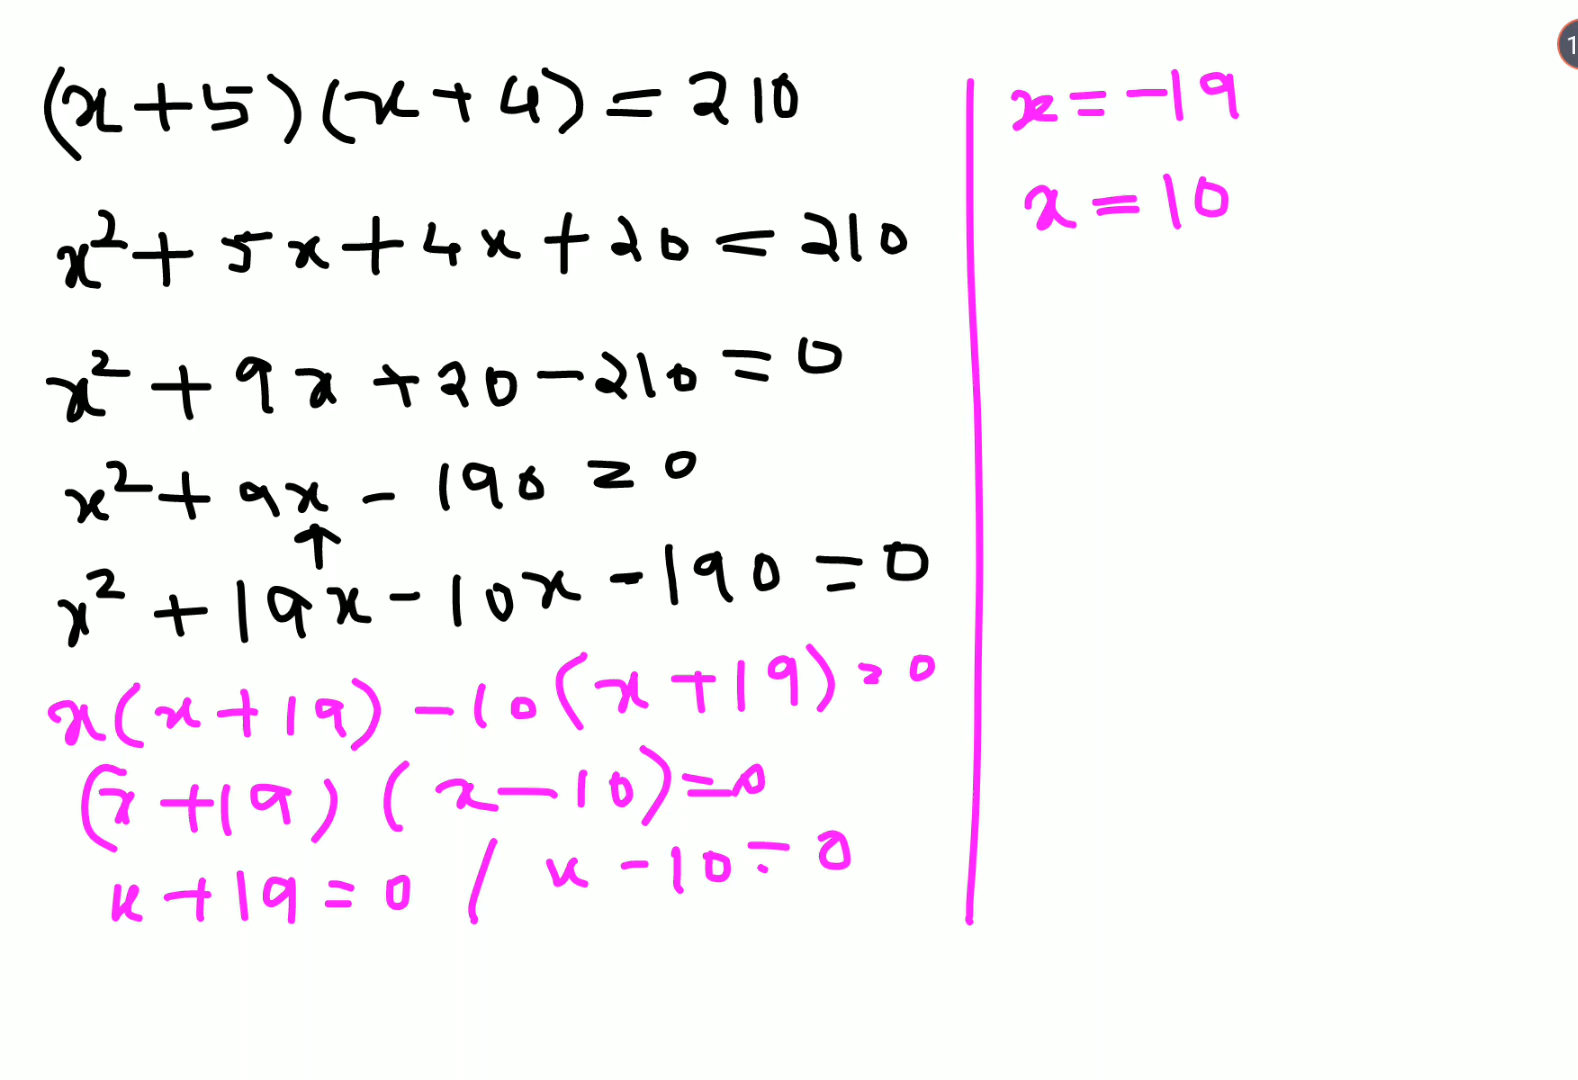 (x+5)(x+4)=210
x²+5x+4x+20=210
x²+9x+20-210=0
x²+9x-190=0
x²+19x-10x-190=0
x(x+19)-10(x+19)=0
(x+19)(x-10)=0
x+19=0 / x-10=0
x=-19
x=10
1